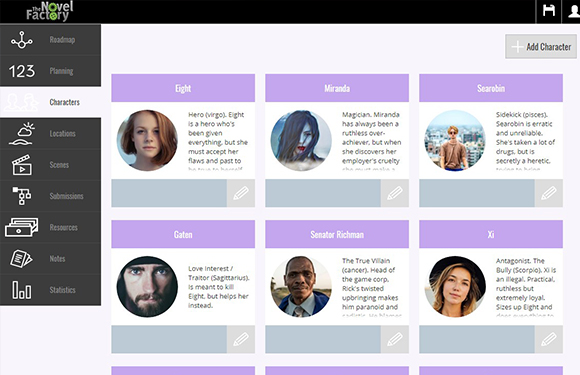 The Novel
Factory
Roadmap
123
Planning
Characters
Locations
Scenes
Submissions
Resources
Notes
Statistics
Add Character
Eight
Hero (virgo). Eight
is a hero who's
been given
everything, but she
must accept her
flaws and past to
Miranda
Magician. Miranda
has always been a
ruthless over-
achiever, but when
she discovers her
employer's cruelty
she must make a
Searobin
Sidekick (pisces).
Searobin is erratic
and unreliable.
She's taken a lot of
drugs, but is
secretly a heretic,
Gaten
Love interest /
Traitor (Sagittarius).
Is meant to kill
Eight, but helps her
instead.
Senator Richman
The True Villain
(cancer). Head of
the game corp,
Rick's twisted
upbringing makes
him paranoid and
Xi
Antagonist. The
Bully (Scorpio). Xi is
an illegal. Practical,
ruthless but
extremely loyal.
Sizes up Eight and